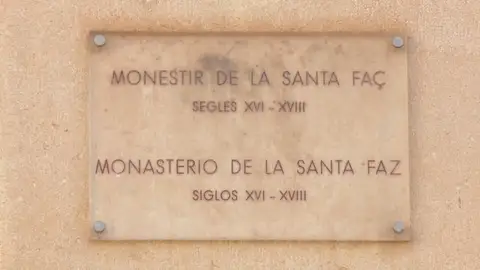 MONESTIR DE LA SANTA FAÇ
SEGLES XVI - XVIII
MONASTERIO DE LA SANTA FAZ
SIGLOS XVI - XVIII